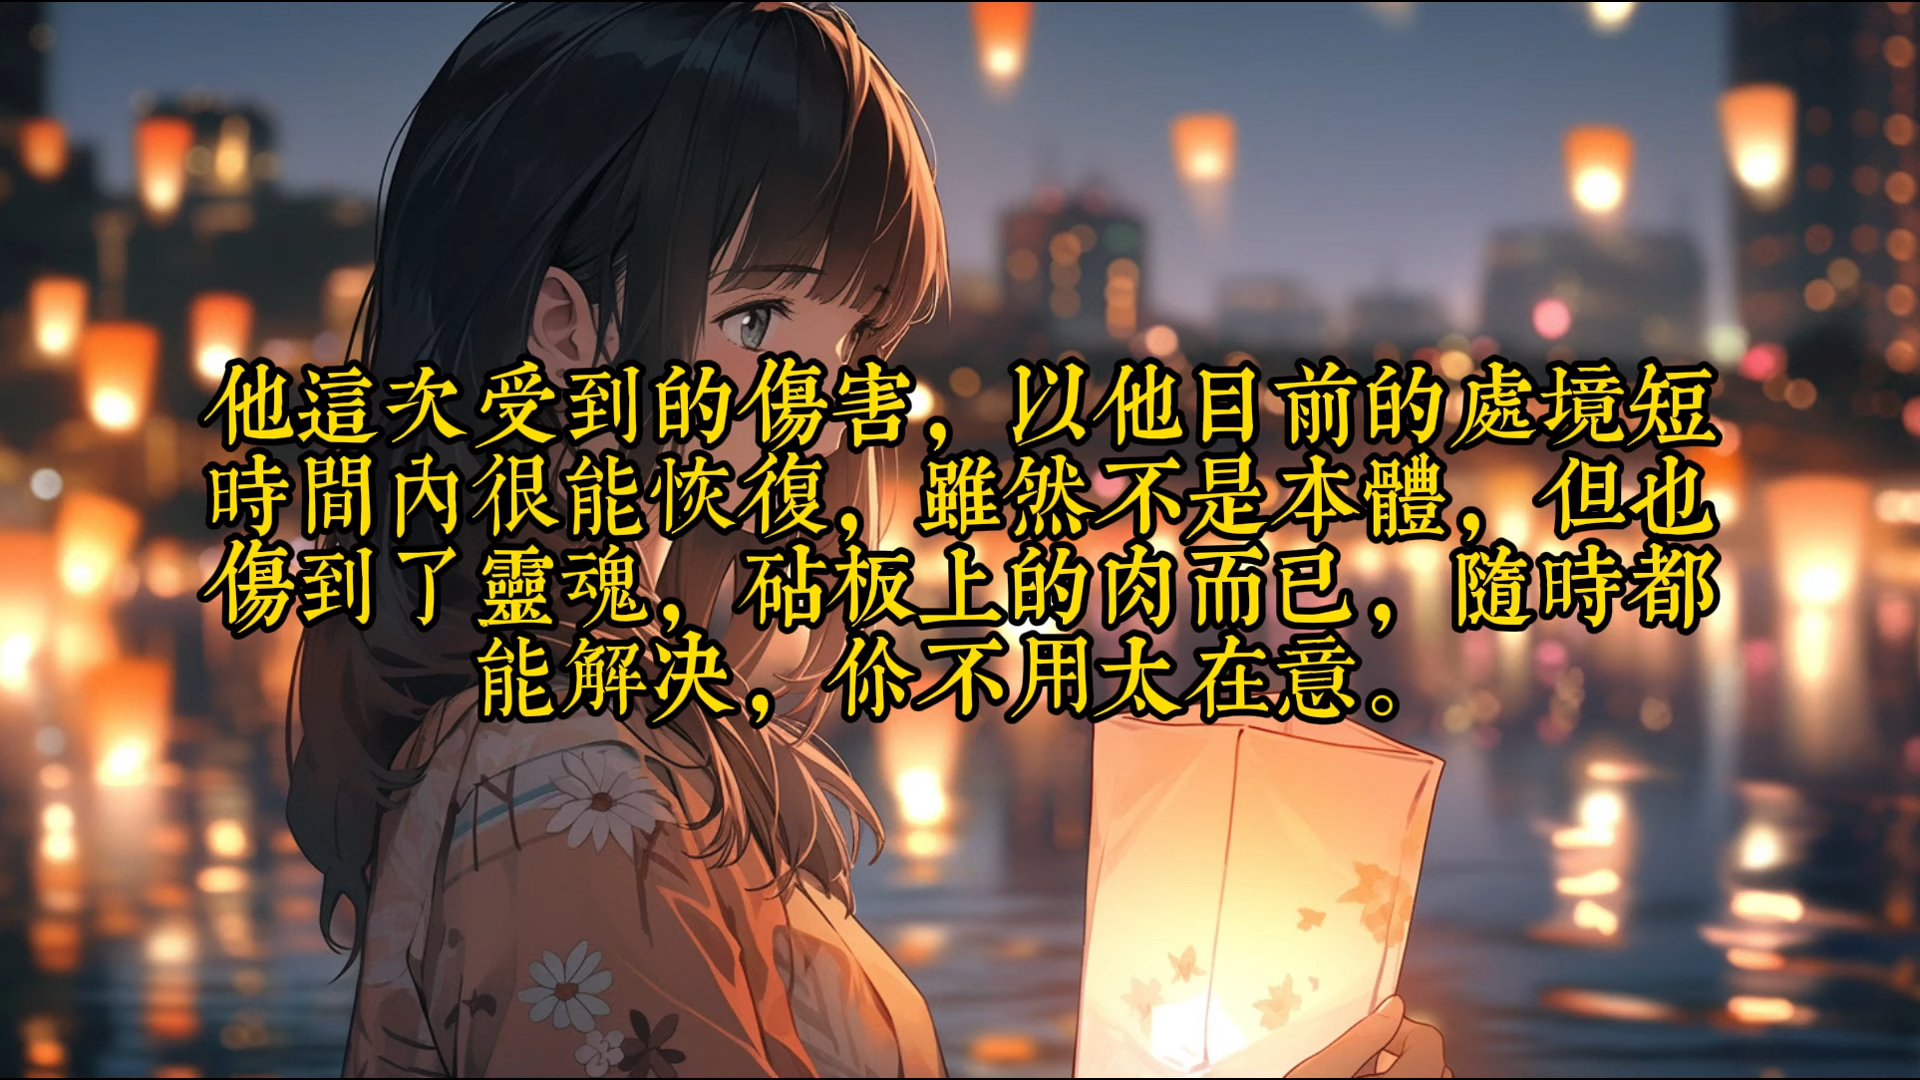 他這次受到的傷害，以他目前的處境短
時間內很能恢復，雖然不是本體，但也
傷到了靈魂，砧板上的肉而已，隨時都
能解決，你不用太在意。